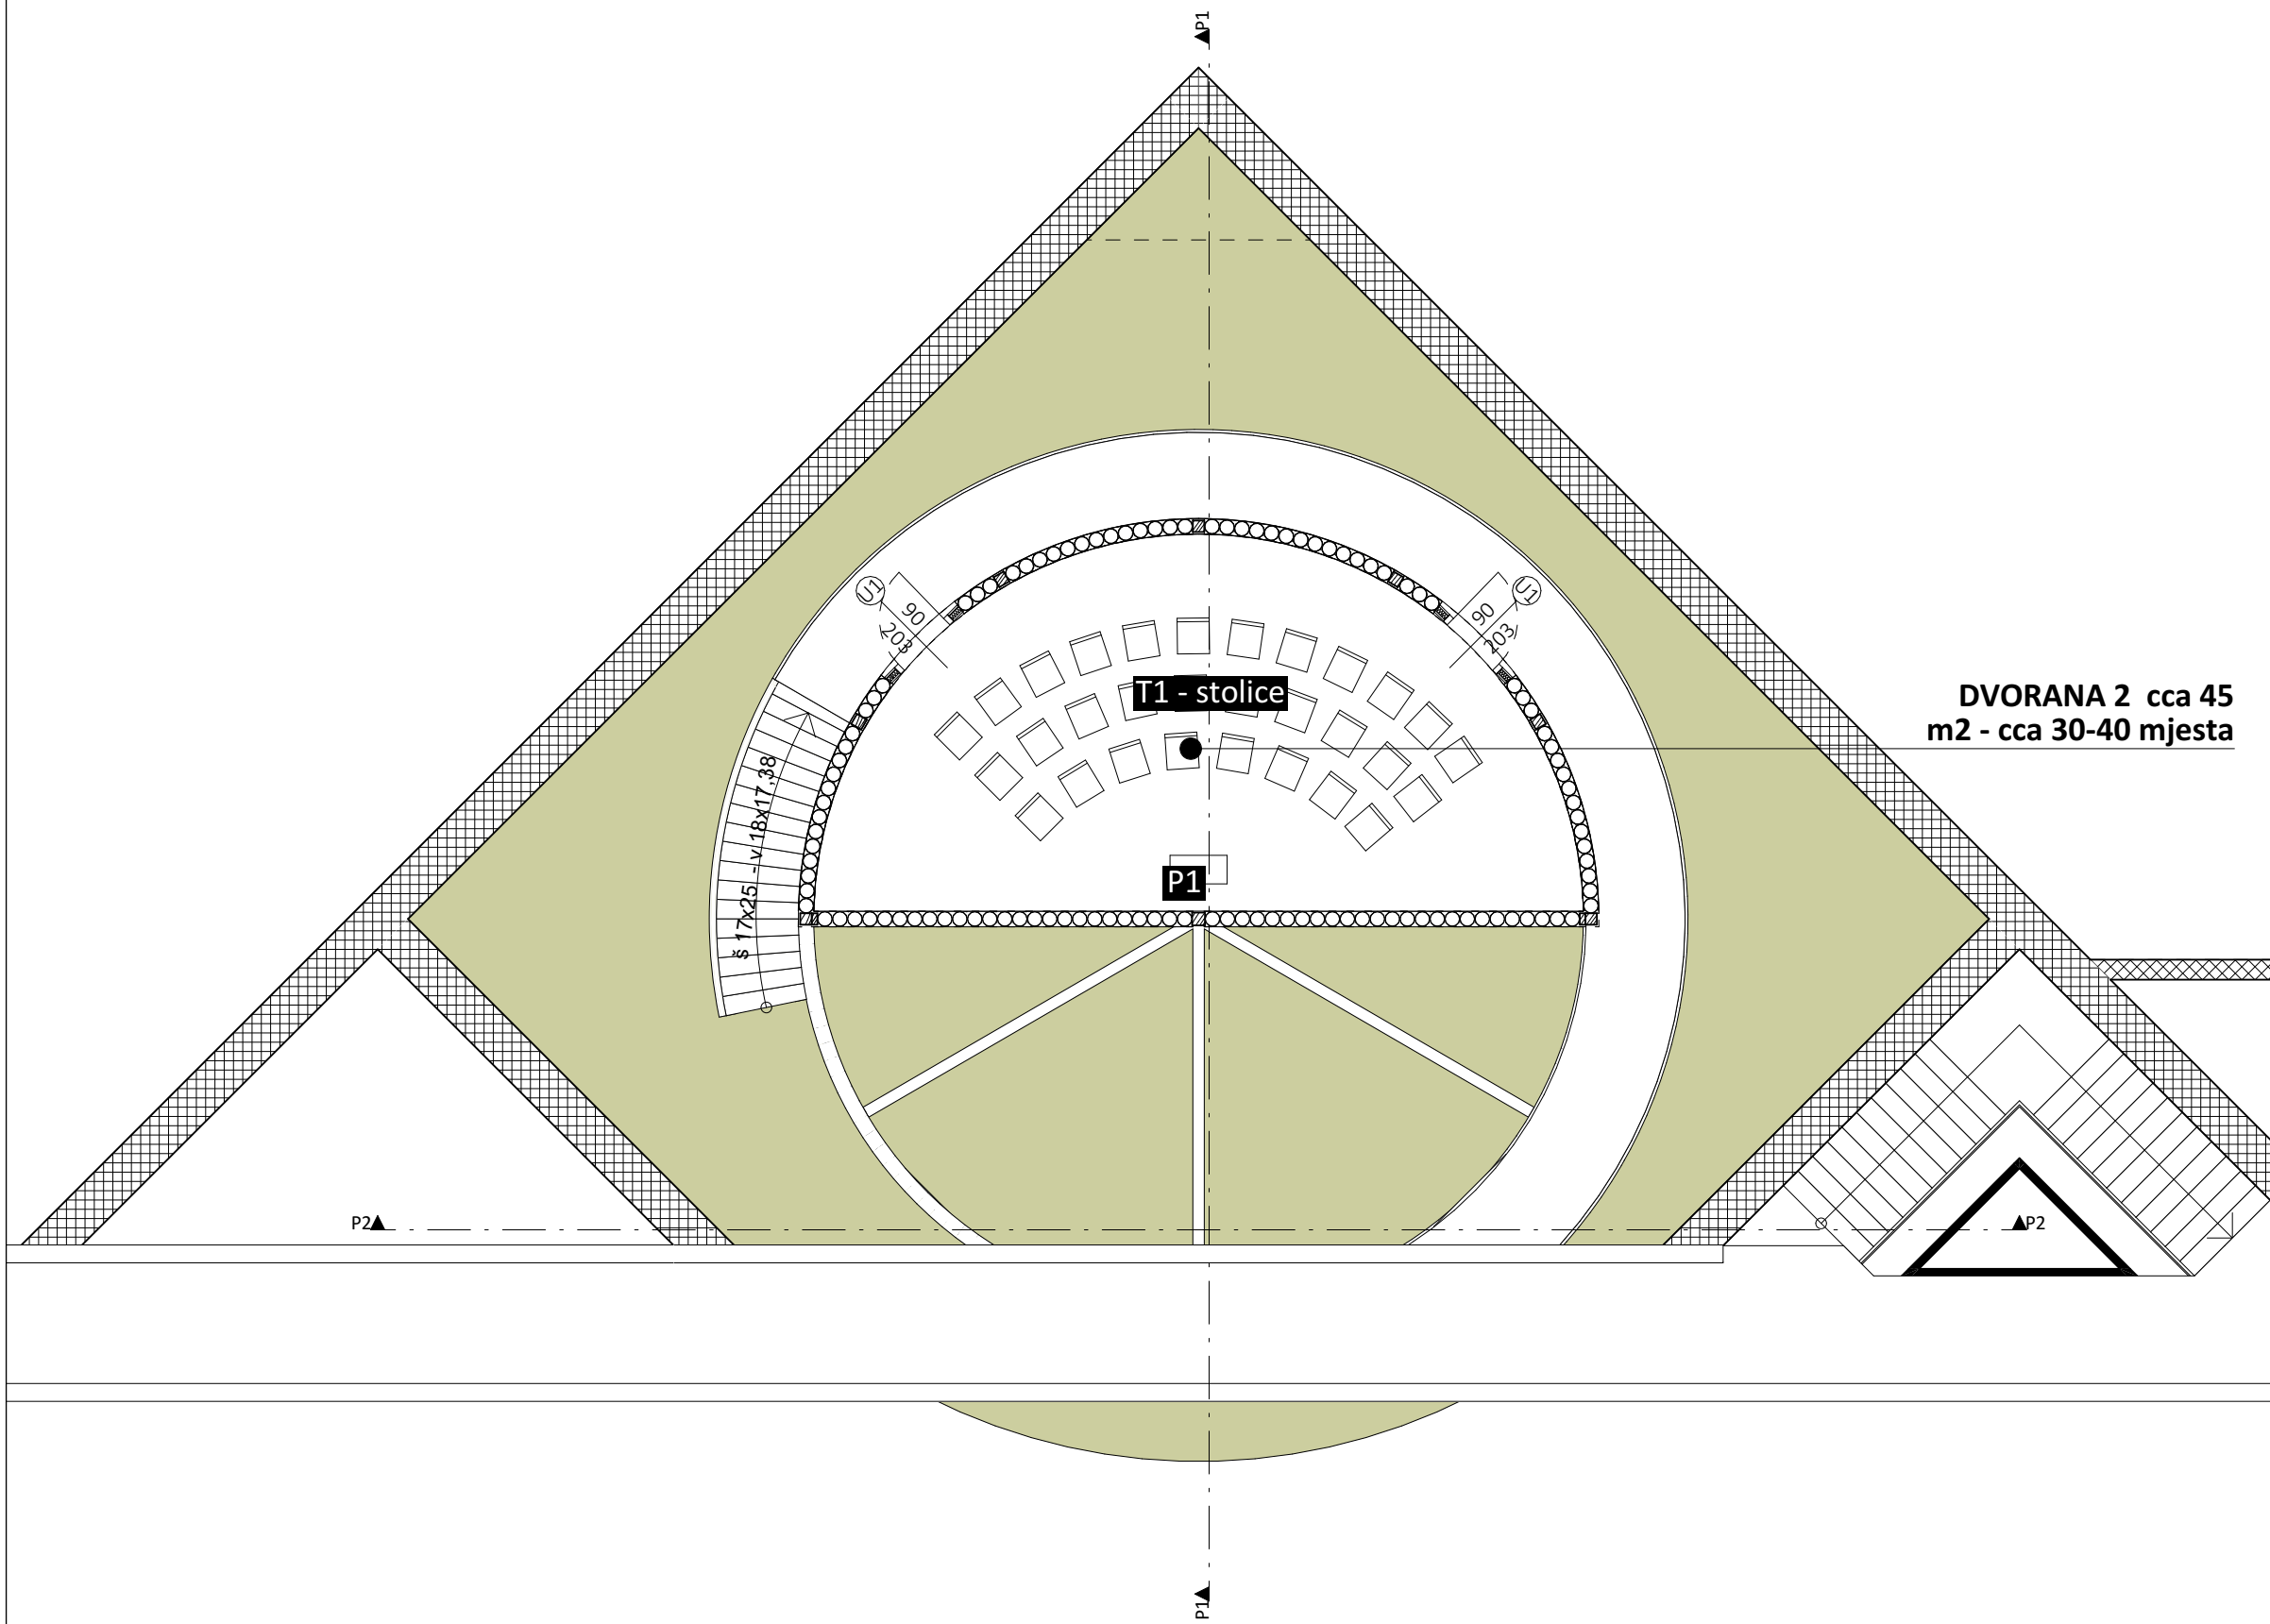 P1
U1
90
203
U1
90
203
T1 - stolice
DVORANA 2 cca 45
m2 - cca 30-40 mjesta
š 17x25 - v 18x17,38
P1
P2
P2
P1